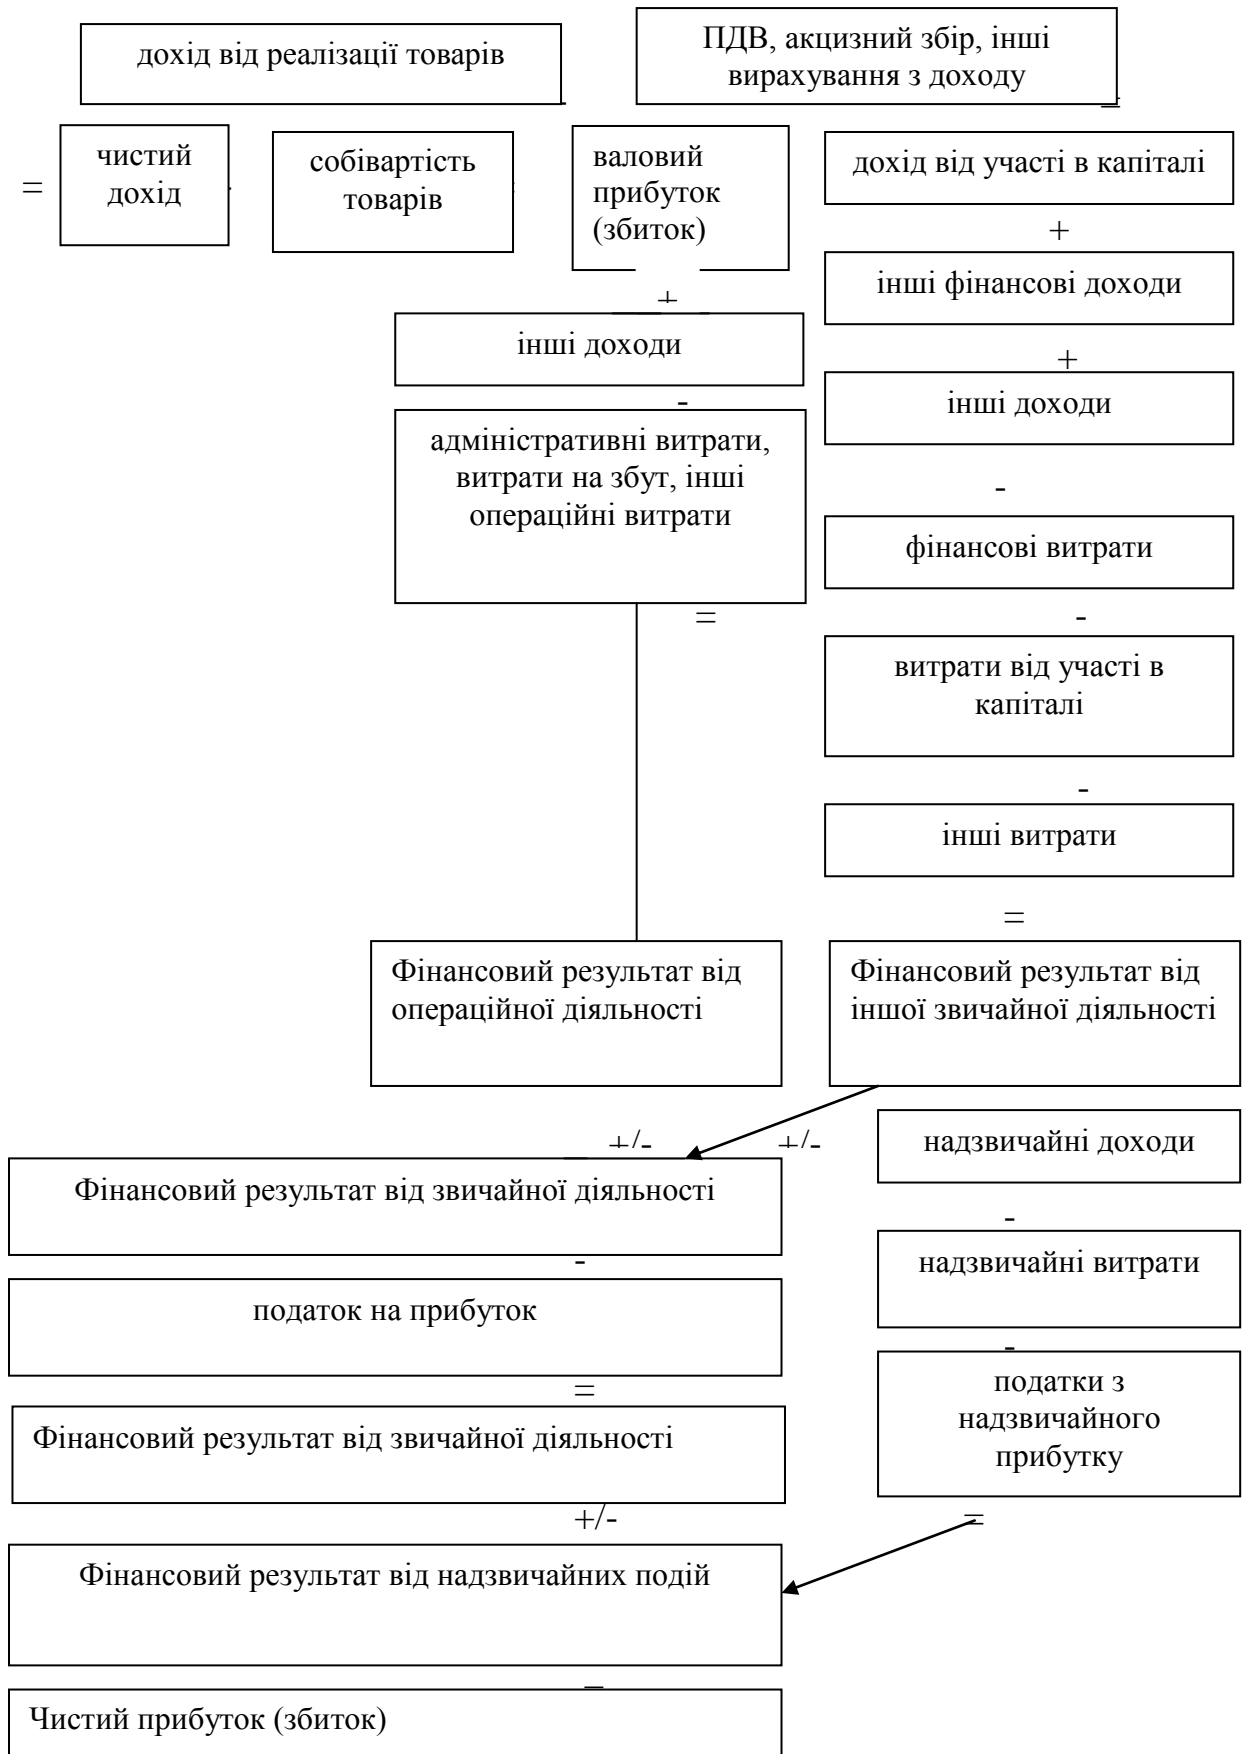 дохід від реалізації товарів
-
ПДВ, акцизний збір, інші
вирахування з доходу
=
=
чистий
дохід
-
собівартість
товарів
=
валовий
прибуток
(збиток)
+
інші доходи
-
адміністративні витрати,
витрати на збут, інші
операційні витрати
=
дохід від участі в капіталі
+
інші фінансові доходи
+
інші доходи
-
фінансові витрати
-
витрати від участі в
капіталі
-
інші витрати
=
Фінансовий результат від
операційної діяльності
Фінансовий результат від
іншої звичайної діяльності
+/-
+/-
Фінансовий результат від звичайної діяльності
-
податок на прибуток
=
Фінансовий результат від звичайної діяльності
+/-
надзвичайні доходи
-
надзвичайні витрати
-
податки з
надзвичайного
прибутку
=
Фінансовий результат від надзвичайних подій
=
Чистий прибуток (збиток)